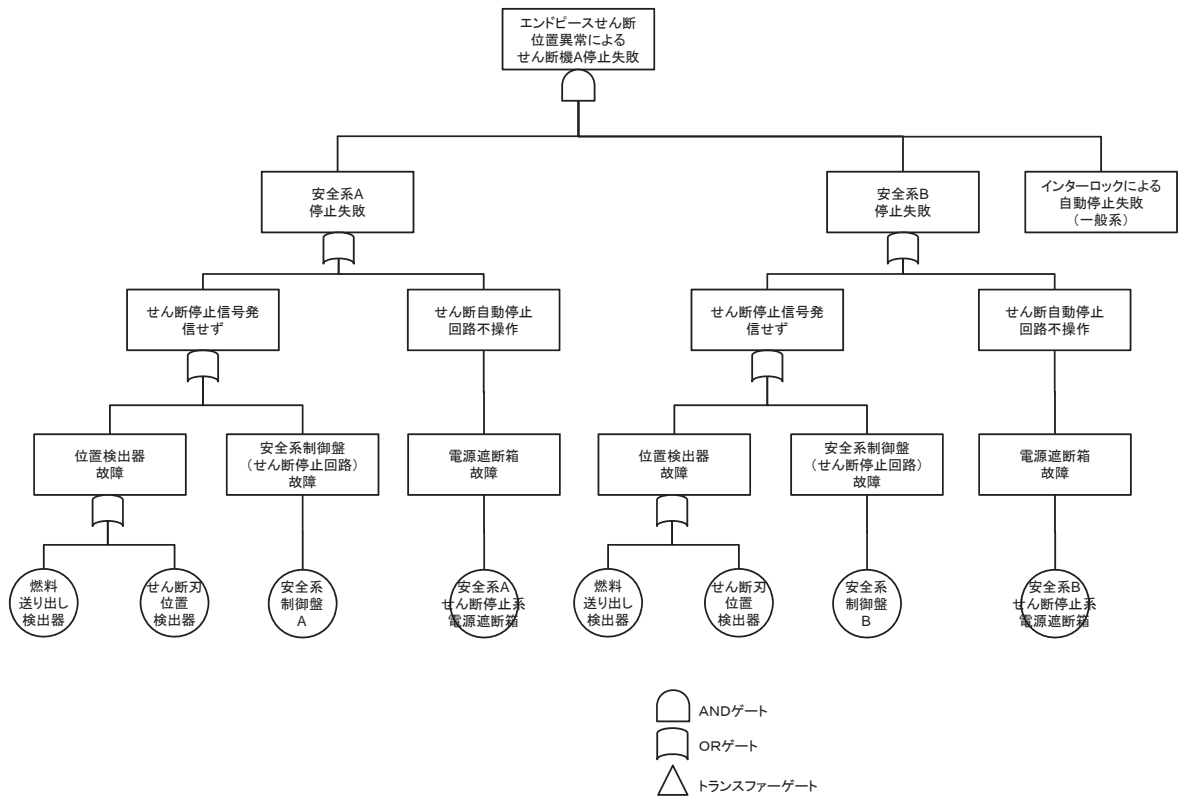 エンドピースせん断
位置異常による
せん断機A停止失敗
安全系A
停止失敗
安全系B
停止失敗
インターロックによる
自動停止失敗
(一般系)
せん断停止信号発
信せず
せん断自動停止
回路不操作
せん断停止信号発
信せず
せん断自動停止
回路不操作
位置検出器
故障
安全系制御盤
(せん断停止回路)
故障
電源遮断箱
故障
位置検出器
故障
安全系制御盤
(せん断停止回路)
故障
電源遮断箱
故障
燃料
送り出し
検出器
せん断刃
位置
検出器
安全系
制御盤
A
安全系A
せん断停止系
電源遮断箱
燃料
送り出し
検出器
せん断刃
位置
検出器
安全系
制御盤
B
安全系B
せん断停止系
電源遮断箱
ANDゲート
ORゲート
トランスファーゲート